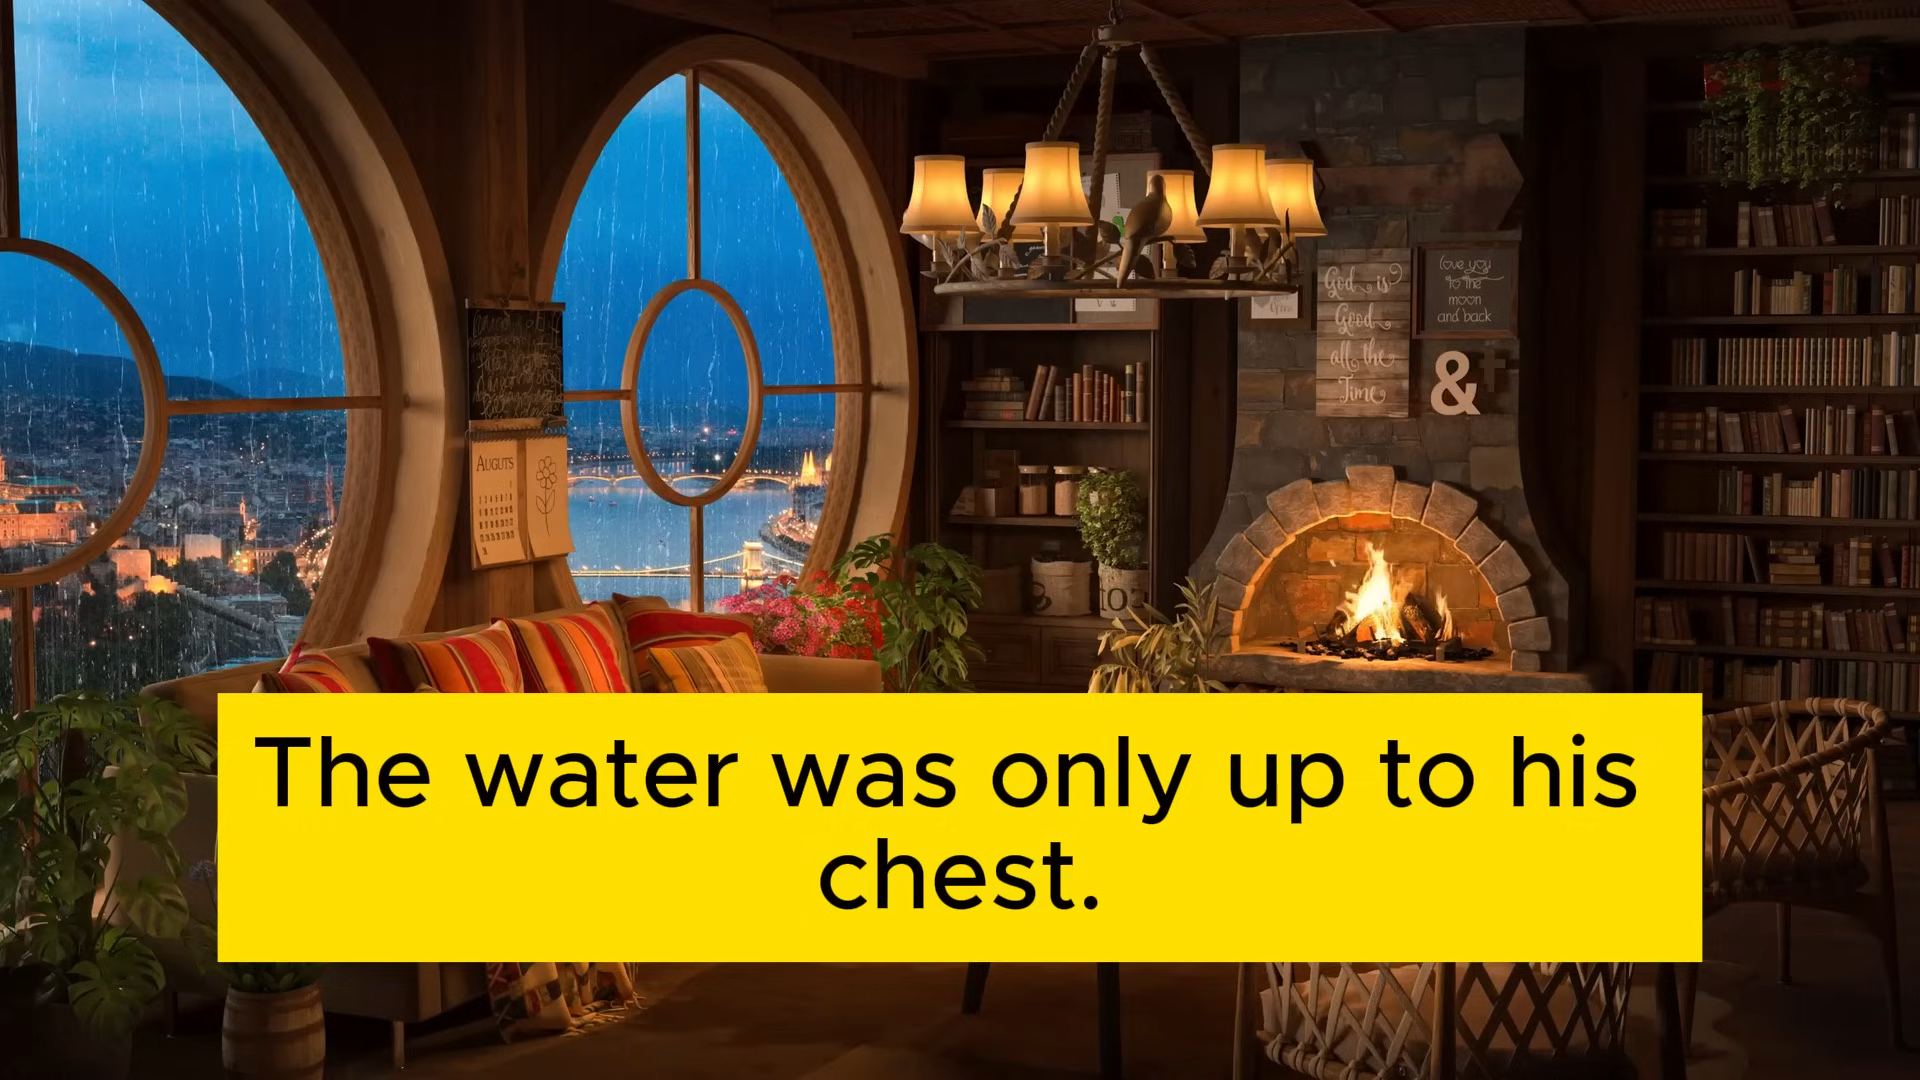 AUGUTS
God is
Good
all the
Time
love you
to the
moon
and back
&
The water was only up to his
chest.